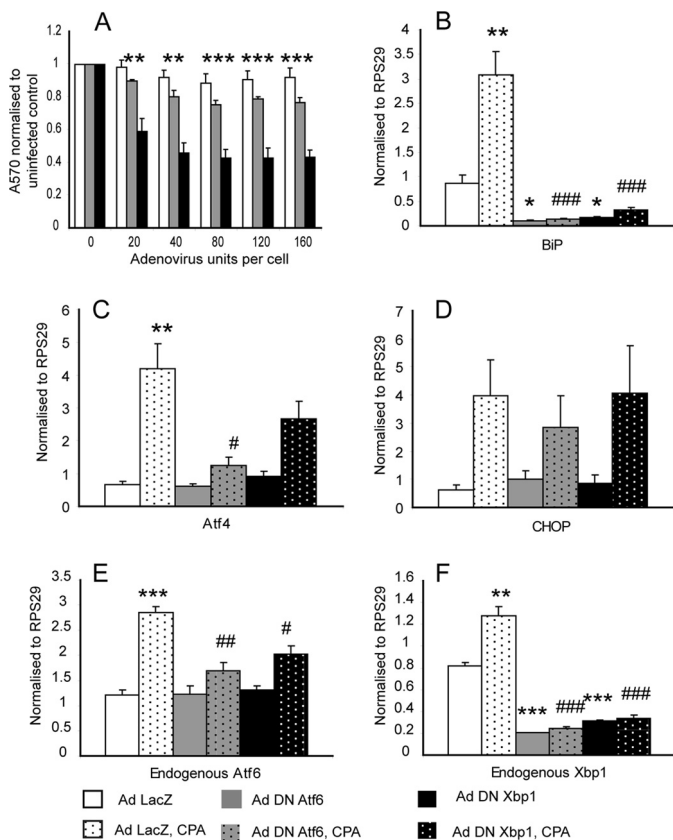 A
A570 normalised to
uninfected control
1.2
1
0.8
0.6
0.4
0.2
0
** ** *** *** ***
0 20 40 80 120 160
Adenovirus units per cell
B
Normalised to RPS29
4
3.5
3
2.5
2
1.5
1
0.5
0
**
* ### * ###
BiP
C
Normalised to RPS29
6
5
4
3
2
1
0
**
#
Atf4
D
Normalised to RPS29
7
6
5
4
3
2
1
0
CHOP
E
Normalised to RPS29
3.5
3
2.5
2
1.5
1
0.5
0
***
## #
Endogenous Atf6
F
Normalised to RPS29
1.6
1.4
1.2
0.8
0.6
0.4
0.2
0
**
*** ### *** ###
Endogenous Xbp1
Ad LacZ Ad DN Atf6 Ad DN Xbp1
Ad LacZ, CPA Ad DN Atf6, CPA Ad DN Xbp1, CPA